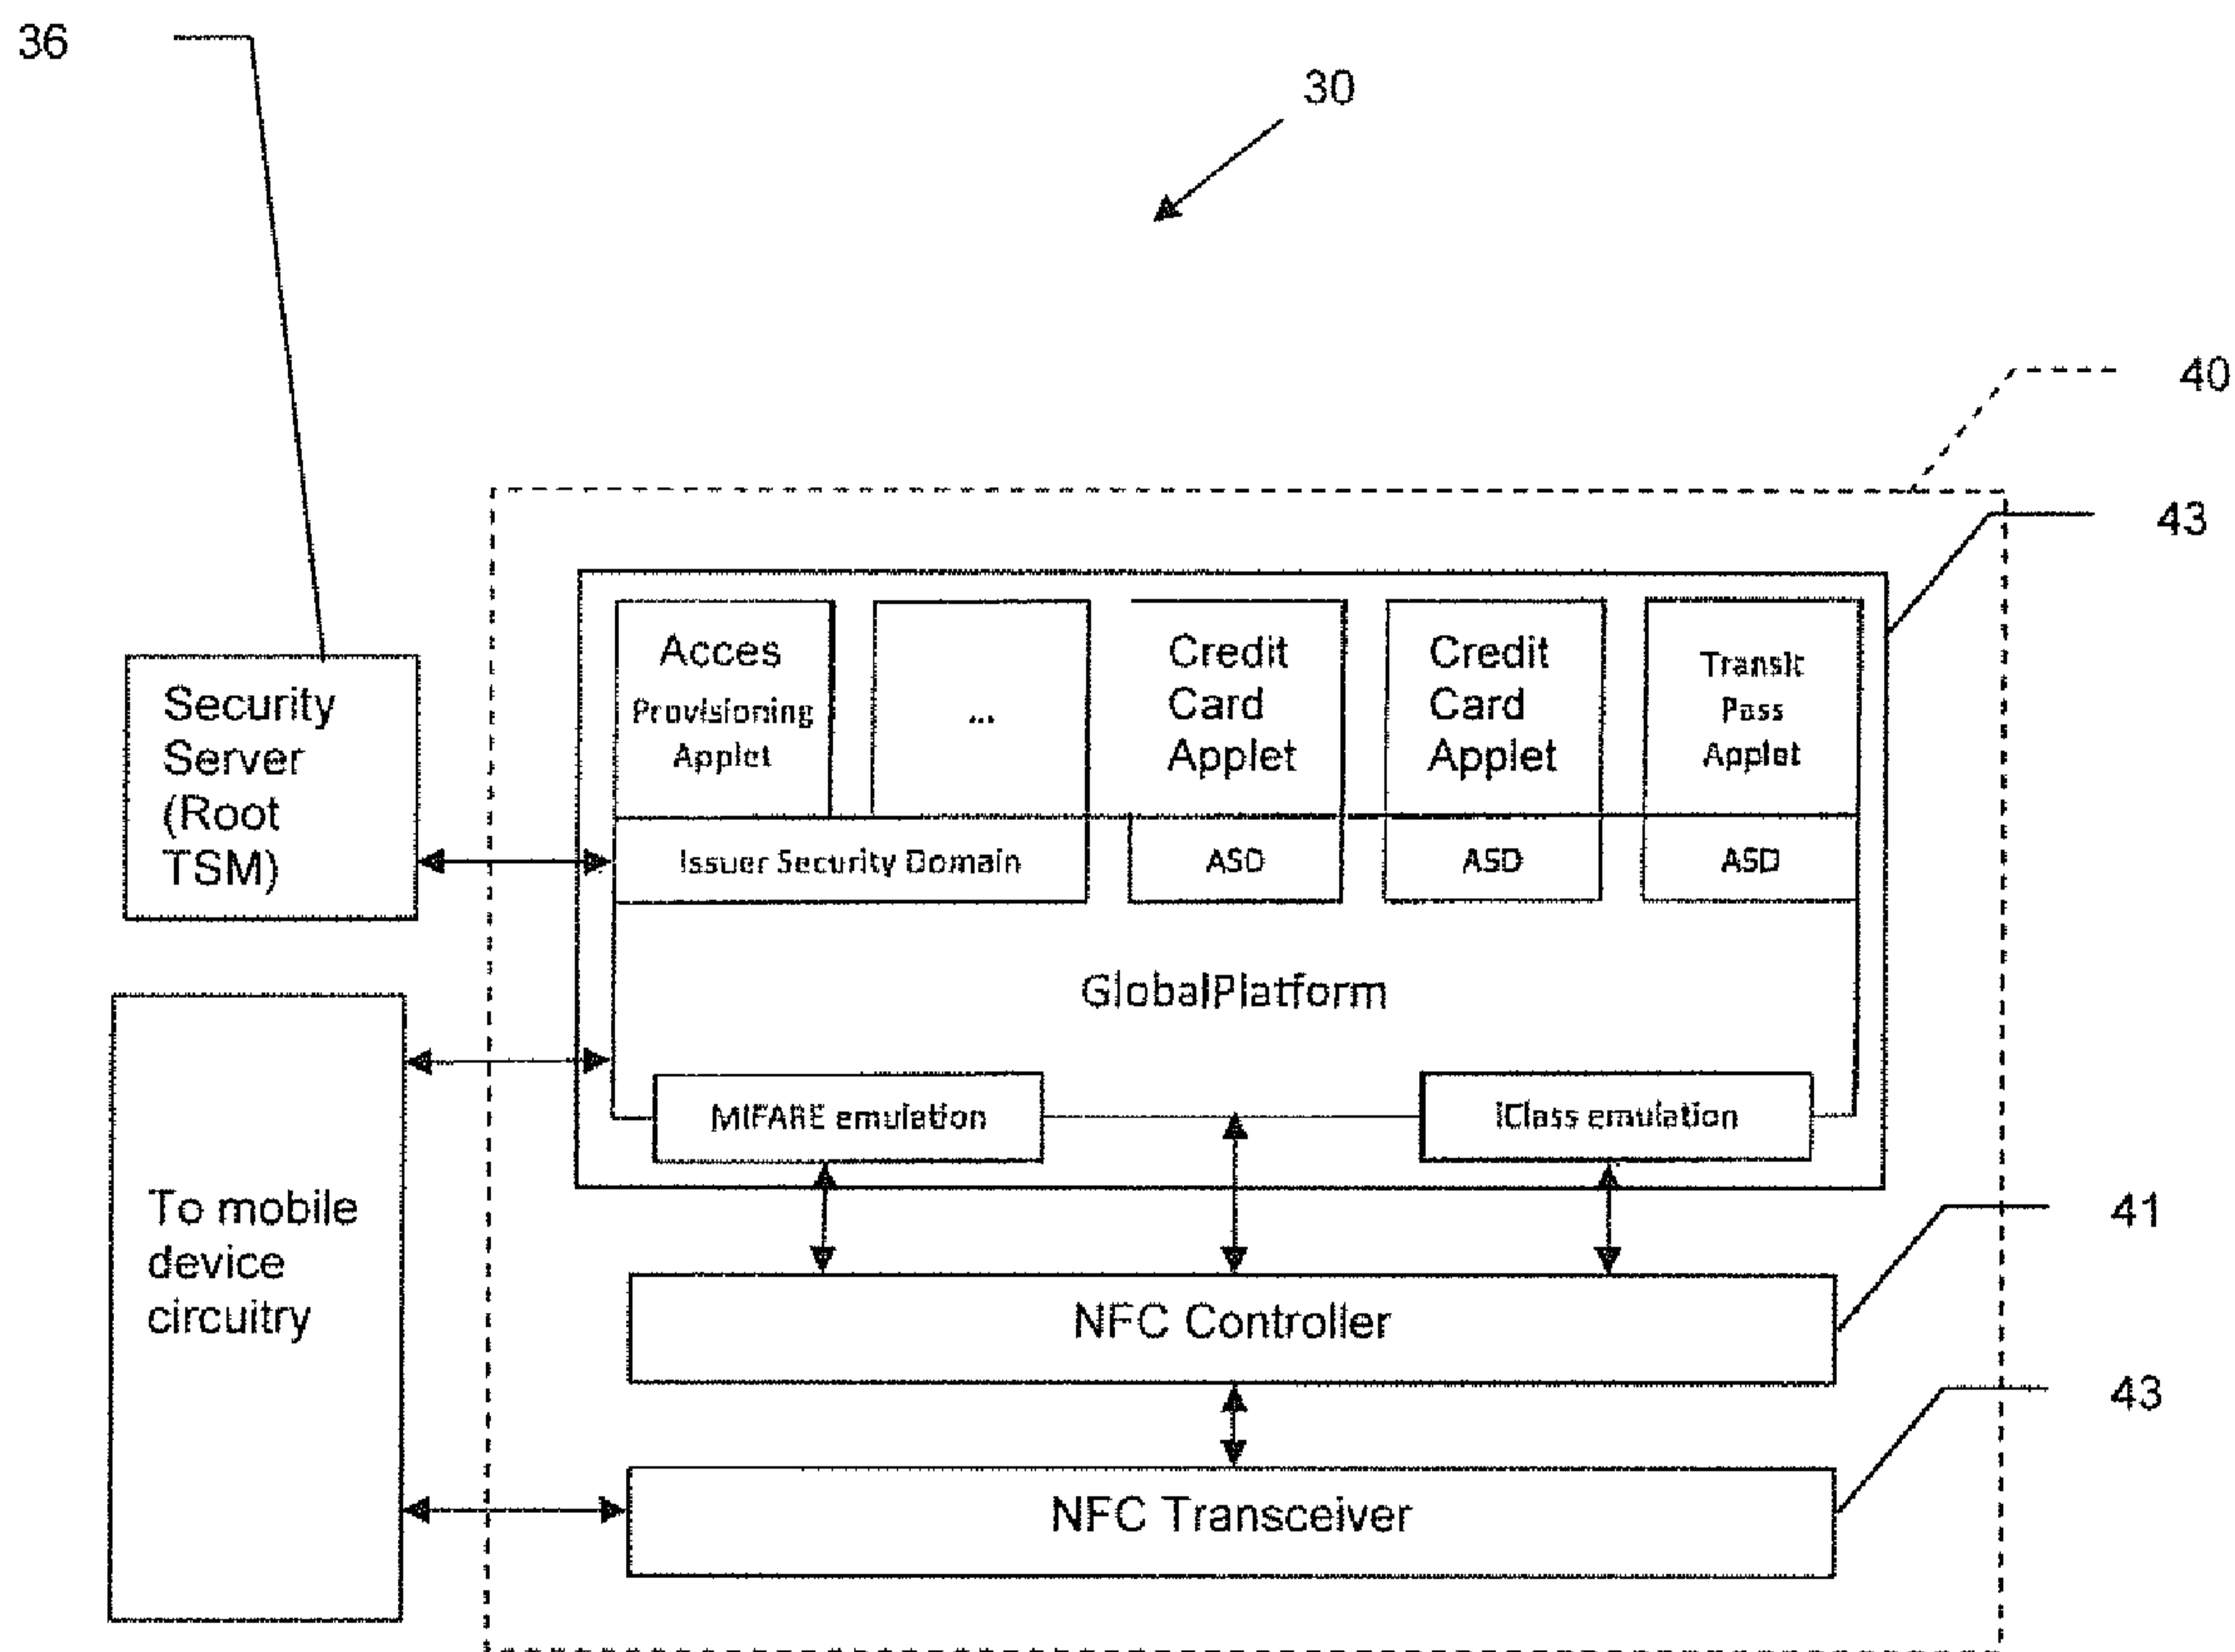 36
30
40
43
Acces
Provisioning
Applet
...
Credit
Card
Applet
Credit
Card
Applet
Transit
Pass
Applet
Security
Server
(Root
TSM)
Issuer Security Domain
ASD
ASD
ASD
GlobalPlatform
MIFARE emulation
iClass emulation
To mobile
device
circuitry
41
NFC Controller
43
NFC Transceiver